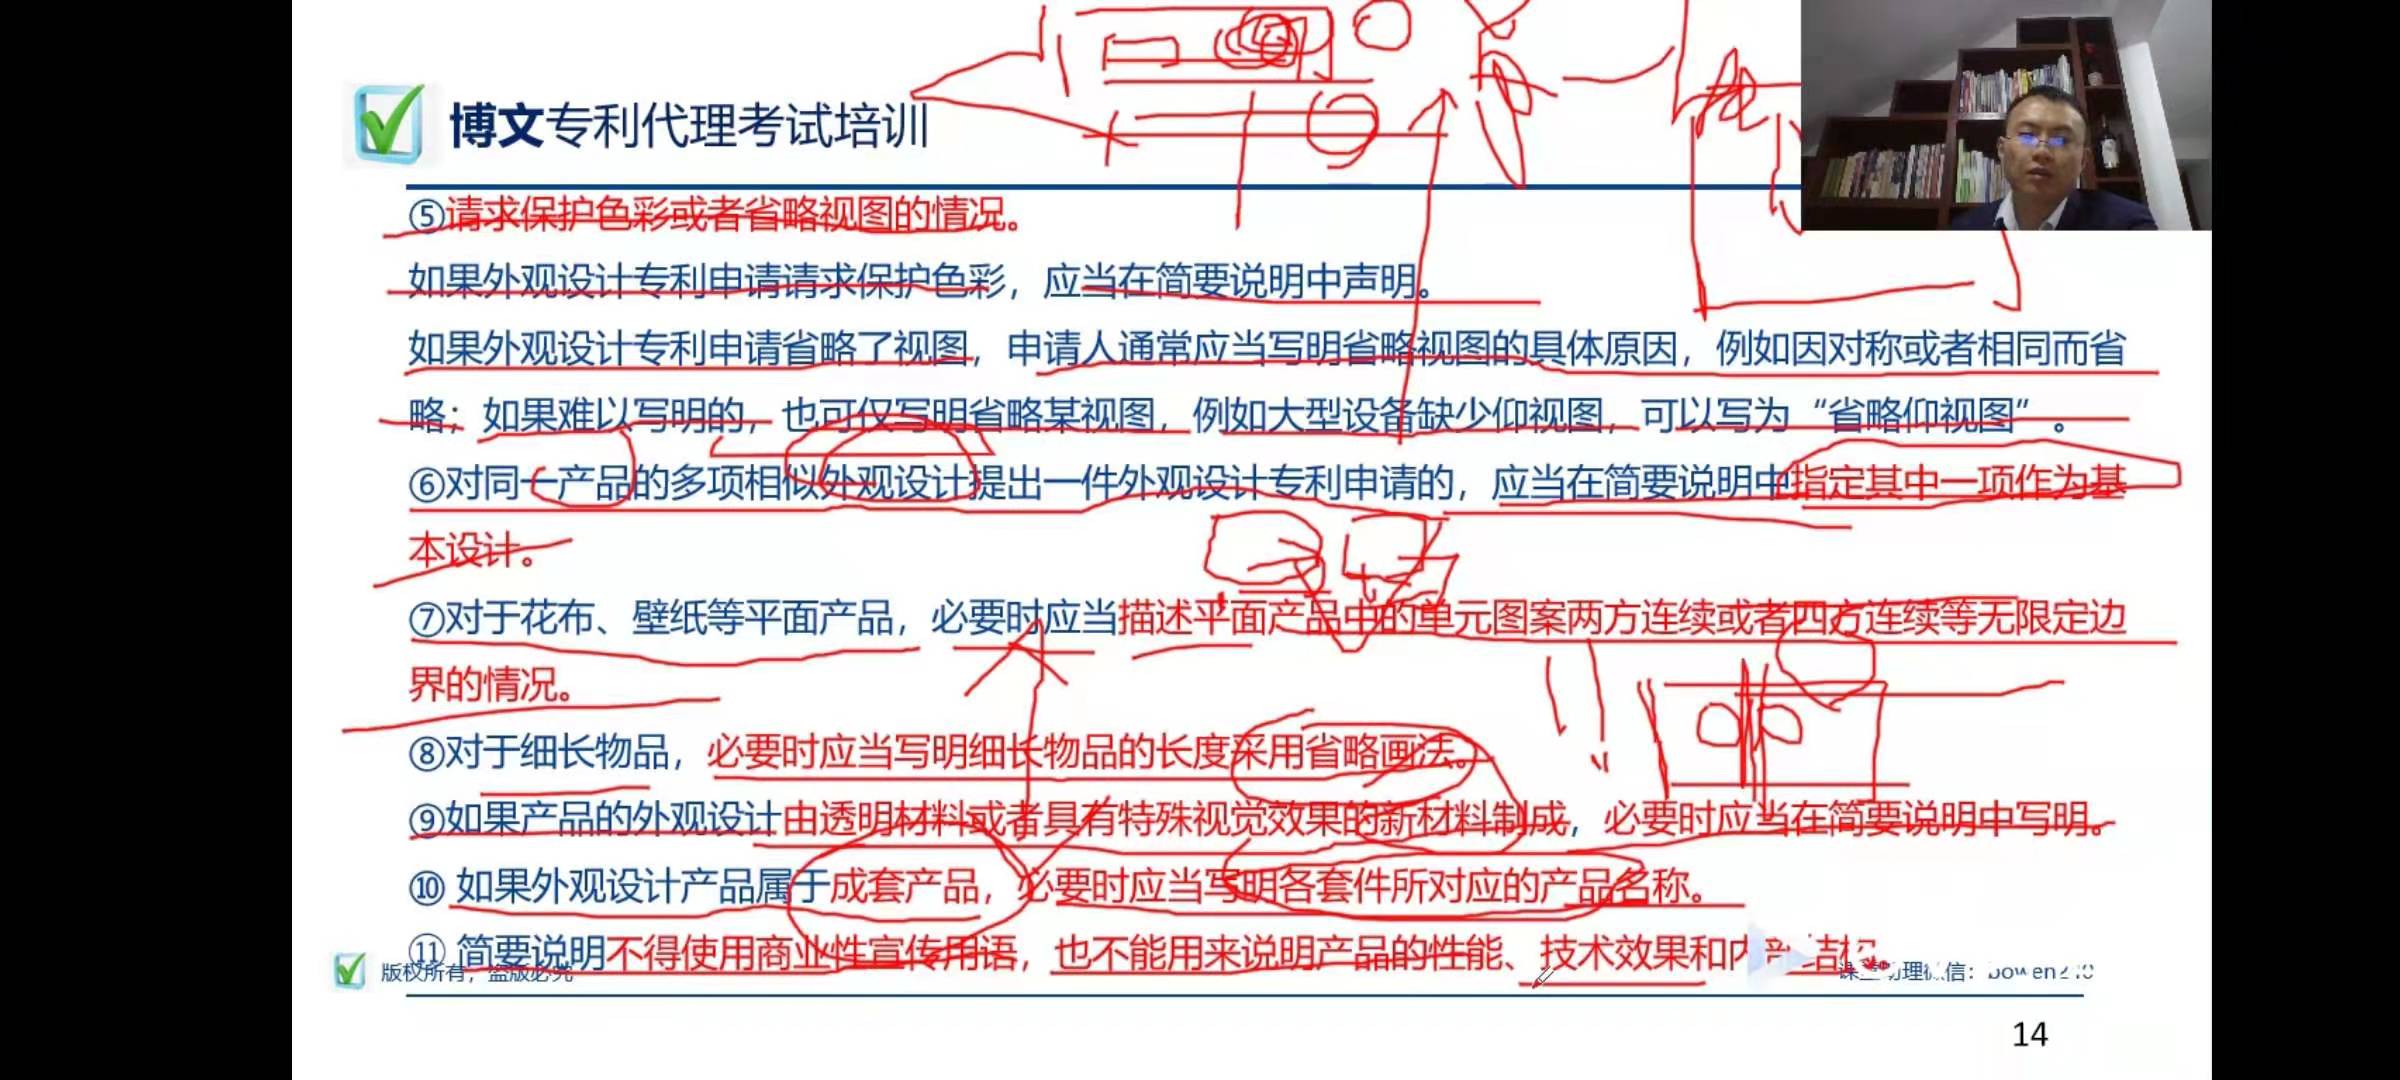 博文专利代理考试培训
⑤请求保护色彩或者省略视图的情况。
如果外观设计专利申请请求保护色彩，应当在简要说明中声明。
如果外观设计专利申请省略了视图，申请人通常应当写明省略视图的具体原因，例如因对称或者相同而省
略；如果难以写明的，也可仅写明省略某视图，例如大型设备缺少仰视图，可以写为“省略仰视图”。
⑥对同一产品的多项相似外观设计提出一件外观设计专利申请的，应当在简要说明中指定其中一项作为基
本设计。
⑦对于花布、壁纸等平面产品，必要时应当描述平面产品中的单元图案两方连续或者四方连续等无限定边
界的情况。
⑧对于细长物品，必要时应当写明细长物品的长度采用省略画法。
⑨如果产品的外观设计由透明材料或者具有特殊视觉效果的新材料制成，必要时应当在简要说明中写明。
⑩ 如果外观设计产品属于成套产品，必要时应当写明各套件所对应的产品名称。
⑪ 简要说明不得使用商业性宣传用语，也不能用来说明产品的性能、技术效果和内部结构。
版权所有，盗版必究
14